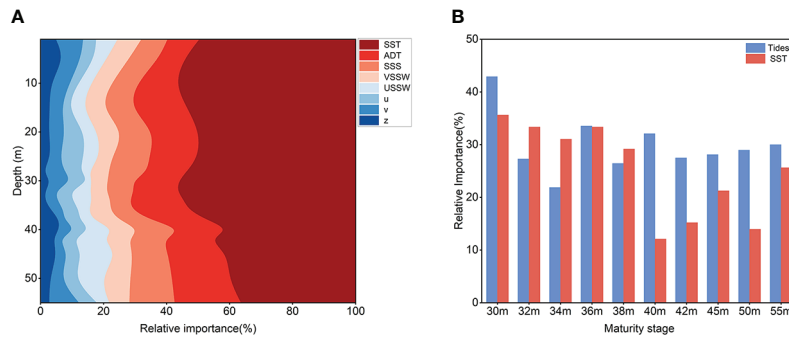 A
SST
ADT
SSS
VSSW
USSW
u
v
z
10
20
30
40
50
Depth (m)
0 20 40 60 80 100
Relative importance(%)
B
Tides
SST
50
40
30
20
10
0
Relative Importance(%)
30m 32m 34m 36m 38m 40m 42m 45m 50m 55m
Maturity stage